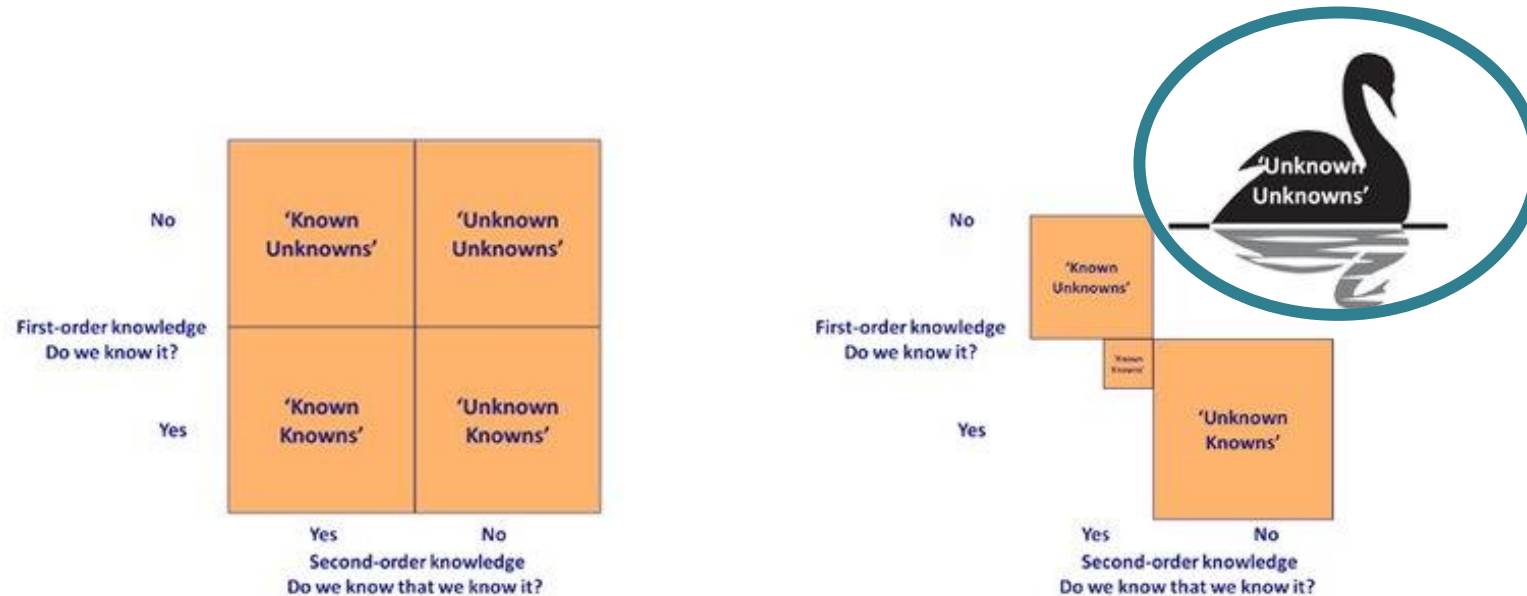 No
'Known
Unknowns'
'Unknown
Unknowns'
First-order knowledge
Do we know it?
Yes
'Known
Knowns'
'Unknown
Knowns'
Yes
No
Second-order knowledge
Do we know that we know it?
'Unknown
Unknowns'
No
'Known
Unknowns'
First-order knowledge
Do we know it?
'Known
Knowns'
Yes
'Unknown
Knowns'
Yes
No
Second-order knowledge
Do we know that we know it?